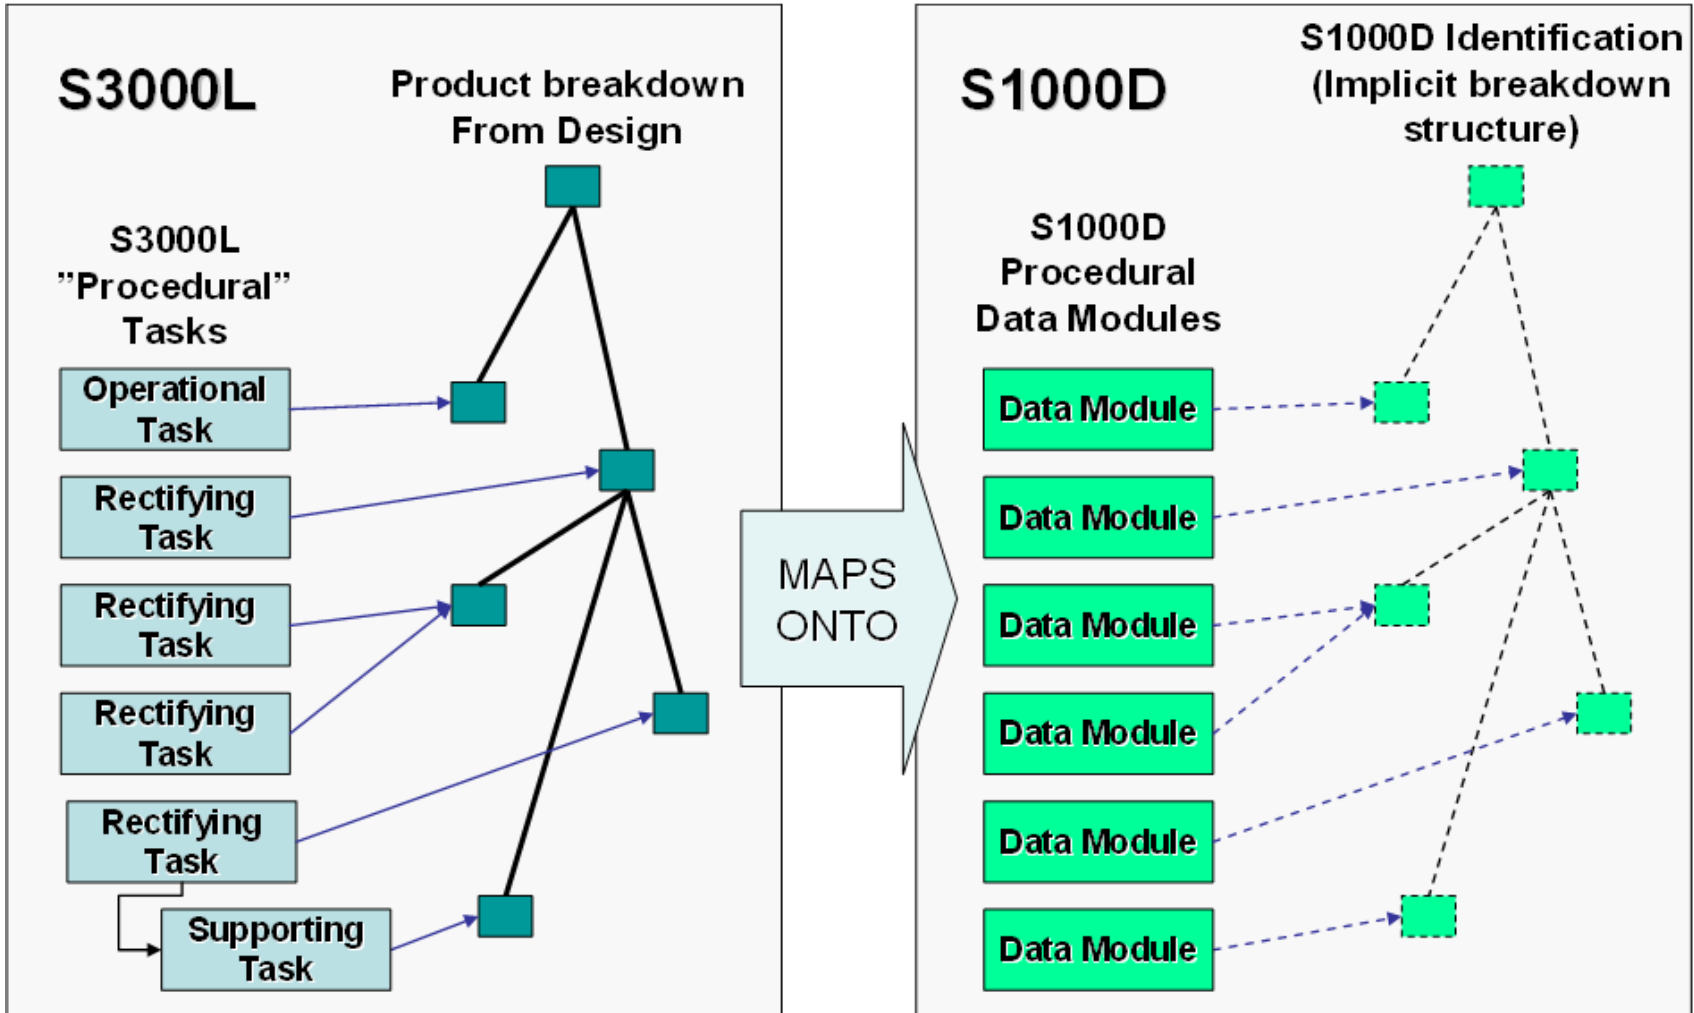 S3000L
Product breakdown
From Design
S3000L
”Procedural”
Tasks
Operational
Task
Rectifying
Task
Rectifying
Task
Rectifying
Task
Rectifying
Task
Supporting
Task
MAPS
ONTO
S1000D
S1000D Identification
(Implicit breakdown
structure)
S1000D
Procedural
Data Modules
Data Module
Data Module
Data Module
Data Module
Data Module
Data Module